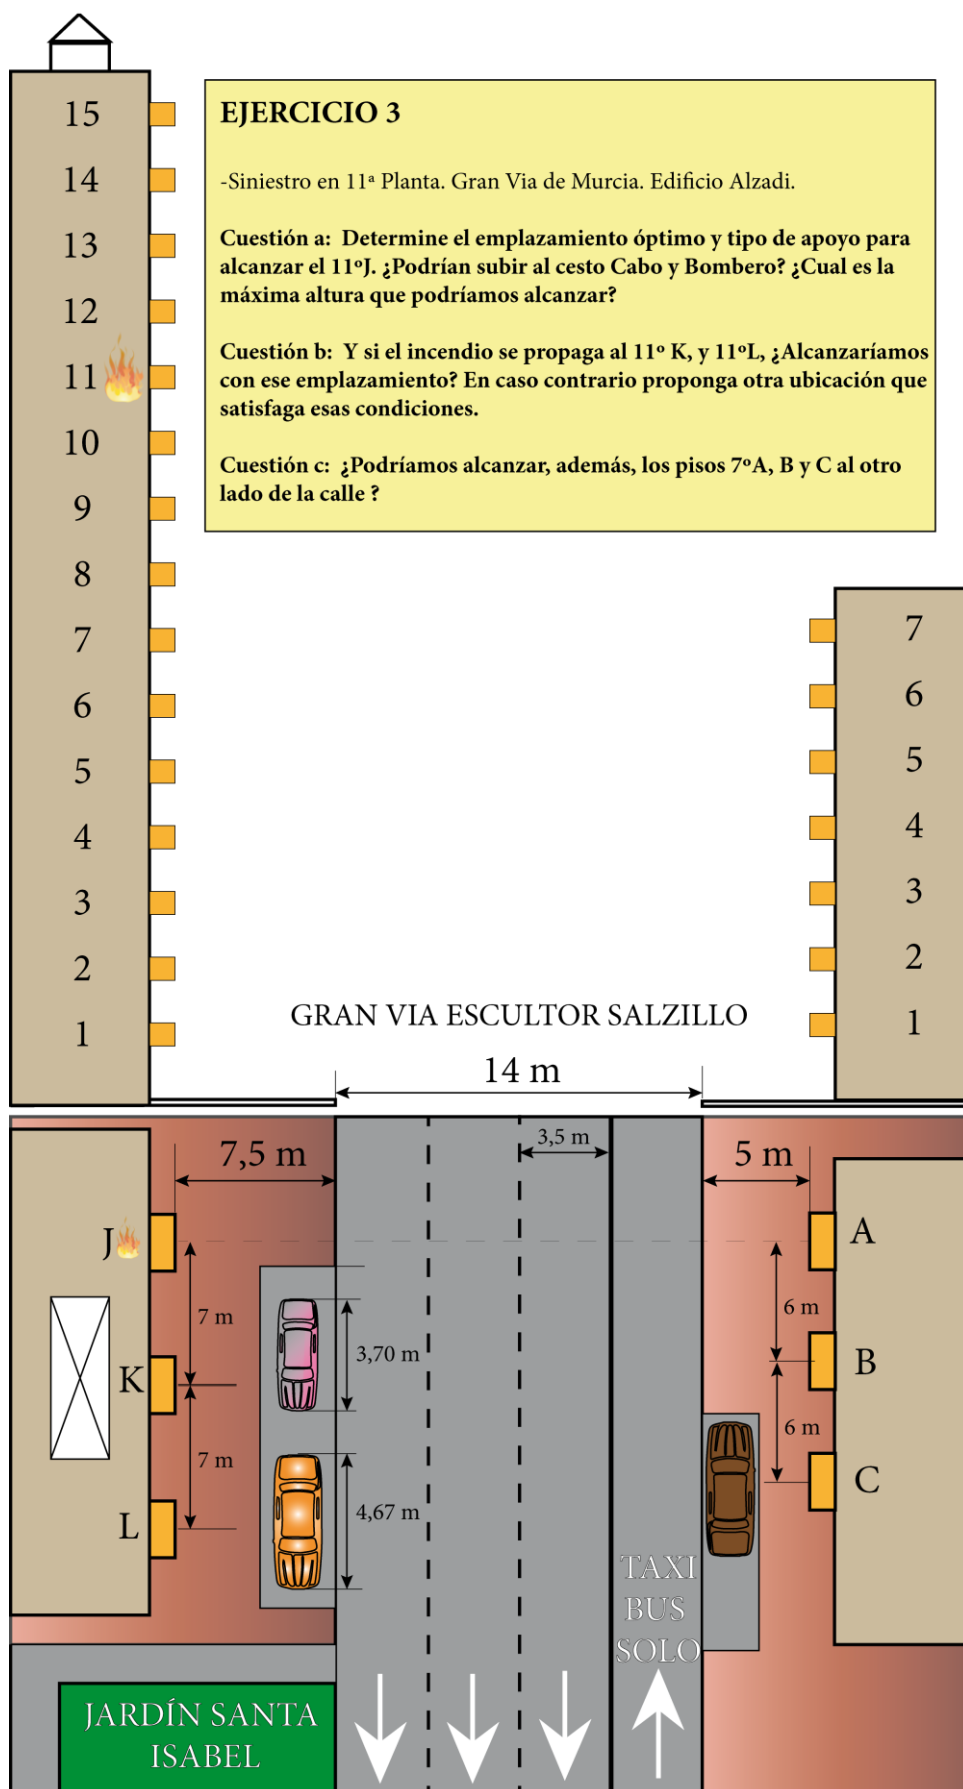 15
14
13
12
11
10
9
8
7
6
5
4
3
2
1
EJERCICIO 3
-Siniestro en 11ª Planta. Gran Via de Murcia. Edificio Alzadi.
Cuestión a: Determine el emplazamiento óptimo y tipo de apoyo para
alcanzar el 11ºJ. ¿Podrían subir al cesto Cabo y Bombero? ¿Cual es la
máxima altura que podríamos alcanzar?
Cuestión b: Y si el incendio se propaga al 11º K, y 11ºL, ¿Alcanzaríamos
con ese emplazamiento? En caso contrario proponga otra ubicación que
satisfaga esas condiciones.
Cuestión c: ¿Podríamos alcanzar, además, los pisos 7ºA, B y C al otro
lado de la calle ?
7
6
5
4
3
2
1
GRAN VIA ESCULTOR SALZILLO
14 m
7,5 m
3,5 m
5 m
J
A
7 m
6 m
3,70 m
K
B
7 m
6 m
4,67 m
L
C
TAXI
BUS
SOLO
JARDÍN SANTA
ISABEL